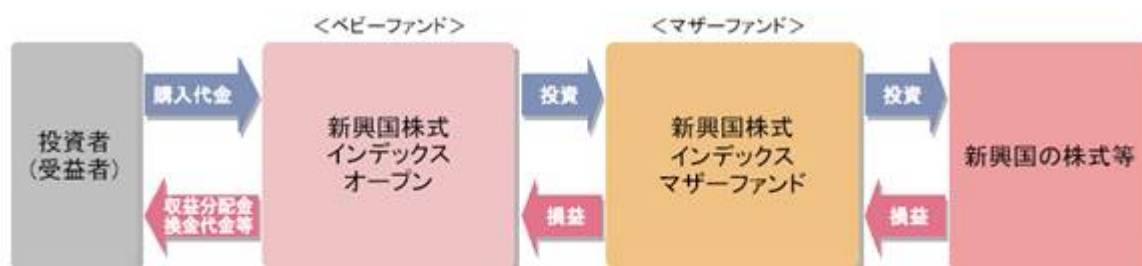 ＜ベビーファンド＞
＜マザーファンド＞
投資者
(受益者)
購入代金
収益分配金
換金代金等
新興国株式
インデックス
オープン
投資
損益
新興国株式
インデックス
マザーファンド
投資
損益
新興国の株式等